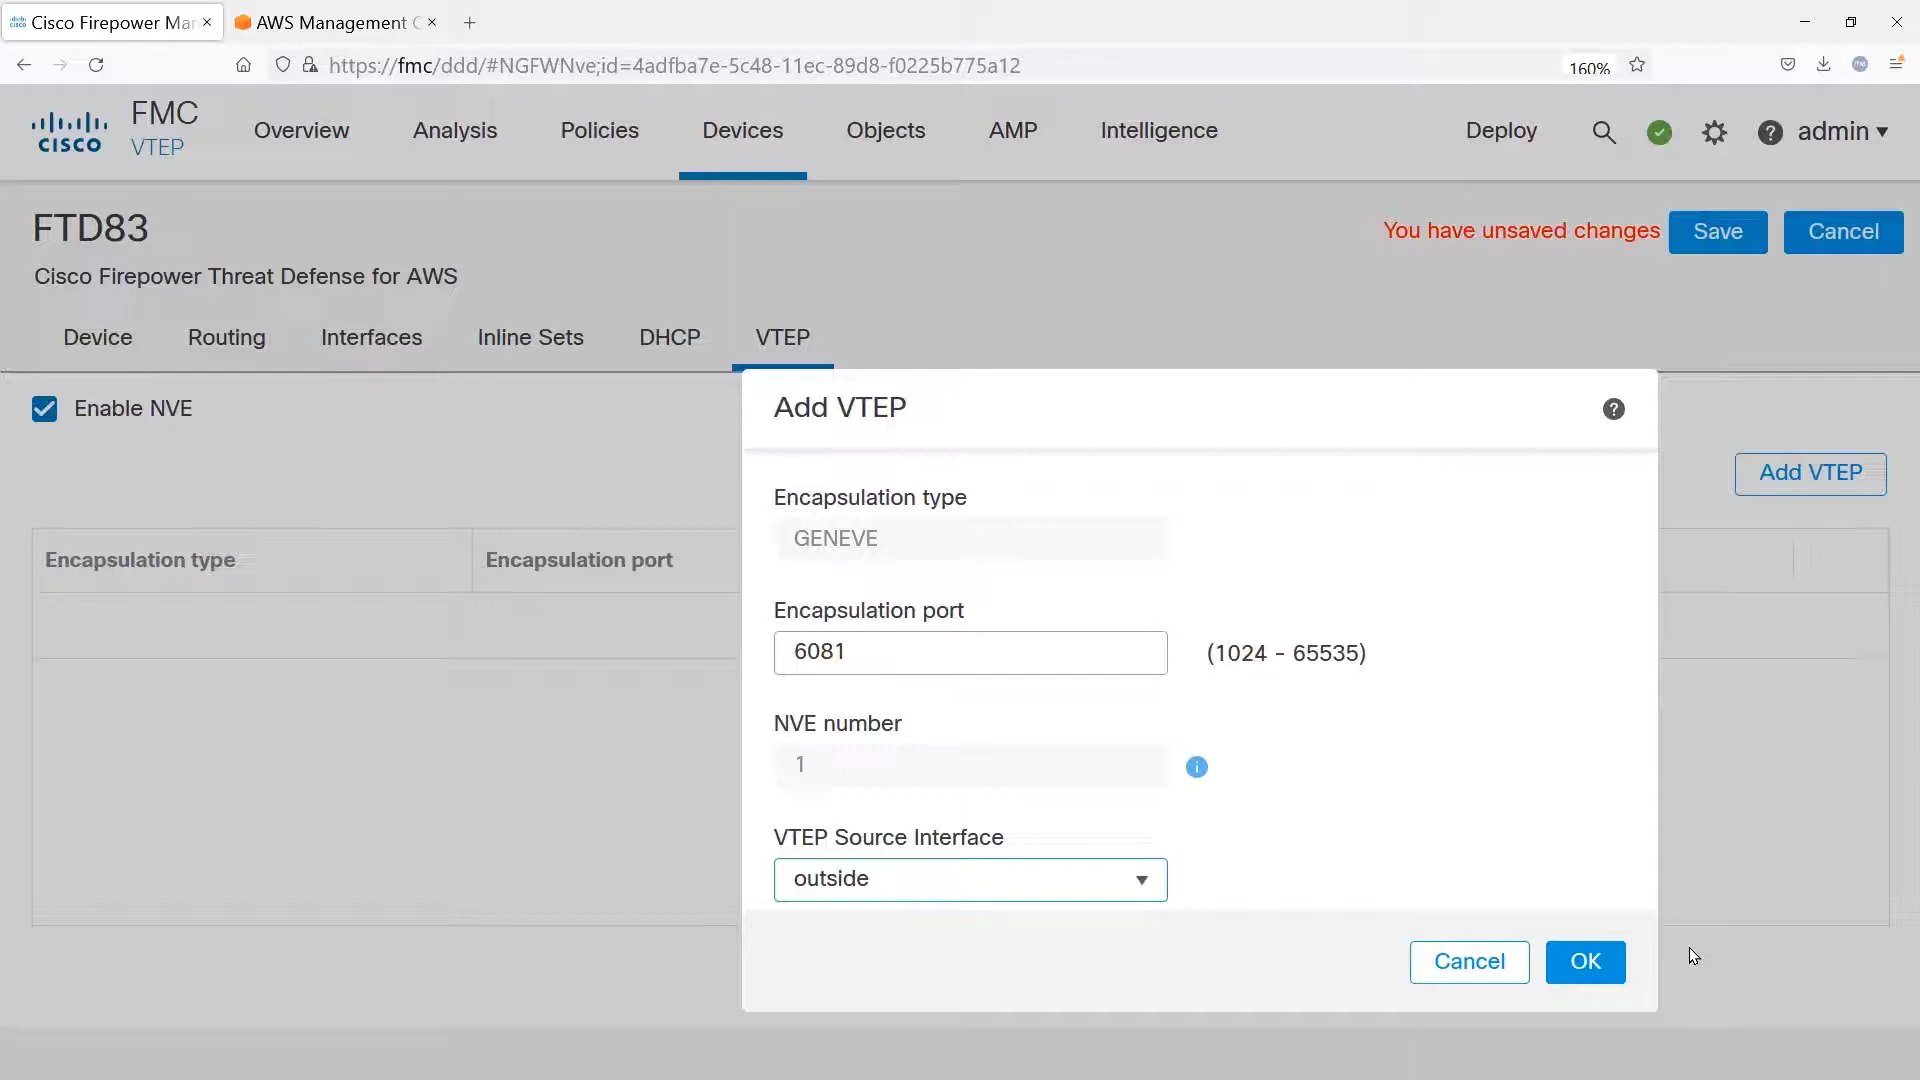 Cisco Firepower Mar
AWS Management C
https://fmc/ddd/#NGFWNve;id=4adfba7e-5c48-11ec-89d8-f0225b775a12
160%
CISCO
FMC
VTEP
Overview
Analysis
Policies
Devices
Objects
AMP
Intelligence
Deploy
admin
FTD83
You have unsaved changes
Save
Cancel
Cisco Firepower Threat Defense for AWS
Device
Routing
Interfaces
Inline Sets
DHCP
VTEP
Enable NVE
Add VTEP
Encapsulation type
Encapsulation port
Add VTEP
Encapsulation type
GENEVE
Encapsulation port
6081
(1024 - 65535)
NVE number
1
VTEP Source Interface
outside
Cancel
OK